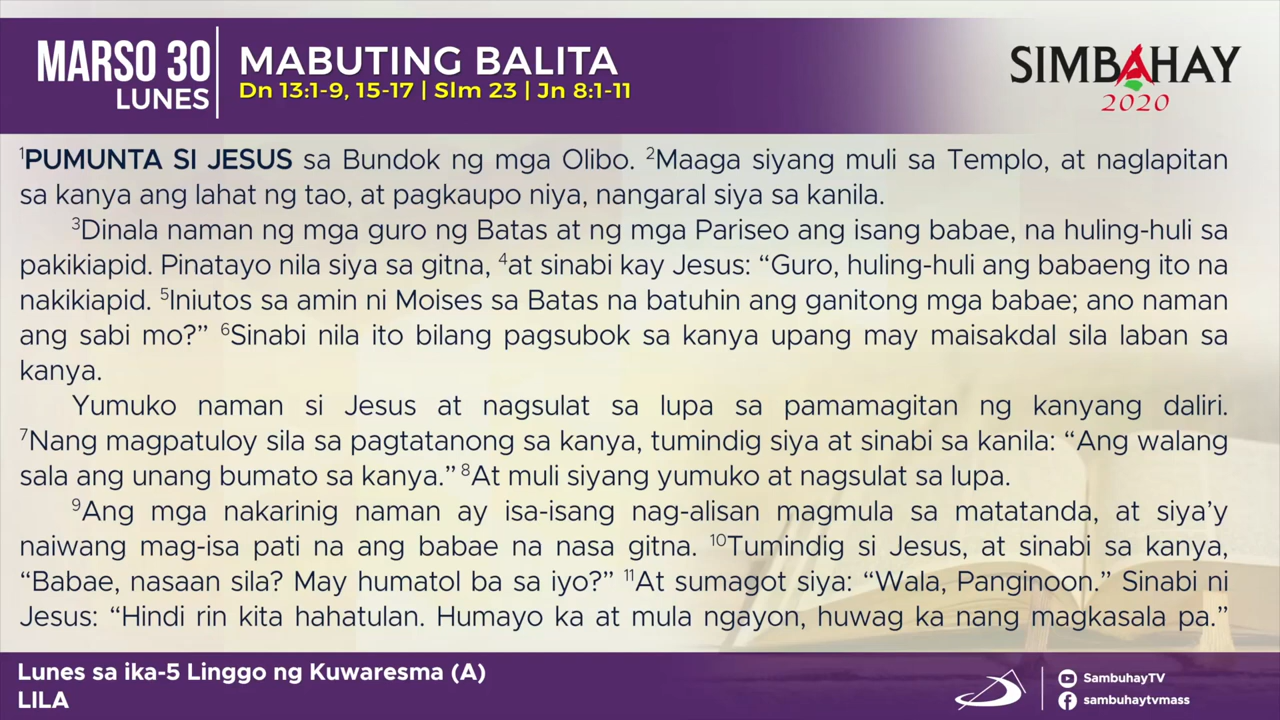 MARSO 30
LUNES
MABUTING BALITA
Dn 13:1-9, 15-17 | Slm 23 | Jn 8:1-11
SIMBAHAY
2020
¹PUMUNTA SI JESUS sa Bundok ng mga Olibo. ²Maaga siyang muli sa Templo, at naglapitan
sa kanya ang lahat ng tao, at pagkaupo niya, nangaral siya sa kanila.
³Dinala naman ng mga guro ng Batas at ng mga Pariseo ang isang babae, na huling-huli sa
pakikiapid. Pinatayo nila siya sa gitna, ⁴at sinabi kay Jesus: “Guro, huling-huli ang babaeng ito na
nakikiapid. ⁵Iniutos sa amin ni Moises sa Batas na batuhin ang ganitong mga babae; ano naman
ang sabi mo?” ⁶Sinabi nila ito bilang pagsubok sa kanya upang may maisakdal sila laban sa
kanya.
Yumuko naman si Jesus at nagsulat sa lupa sa pamamagitan ng kanyang daliri.
⁷Nang magpatuloy sila sa pagtatanong sa kanya, tumindig siya at sinabi sa kanila: “Ang walang
sala ang unang bumato sa kanya.” ⁸At muli siyang yumuko at nagsulat sa lupa.
⁹Ang mga nakarinig naman ay isa-isang nag-alisan magmula sa matatanda, at siya’y
naiwang mag-isa pati na ang babae na nasa gitna. ¹⁰Tumindig si Jesus, at sinabi sa kanya,
“Babae, nasaan sila? May humatol ba sa iyo?” ¹¹At sumagot siya: “Wala, Panginoon.” Sinabi ni
Jesus: “Hindi rin kita hahatulan. Humayo ka at mula ngayon, huwag ka nang magkasala pa.”
Lunes sa ika-5 Linggo ng Kuwaresma (A)
LILA
SambuhayTV
sambuhaytvmass